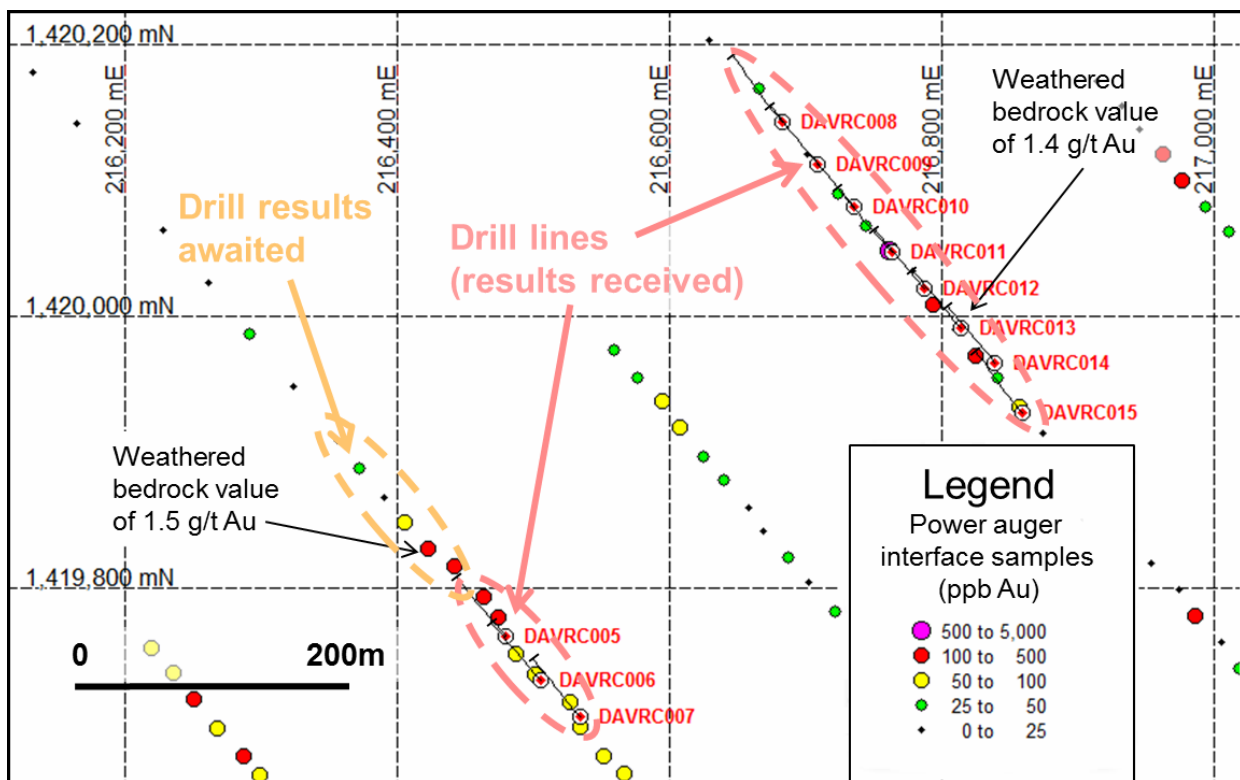 1,420,200 mN
216,200 mE
216,400 mE
216,600 mE
216,800 mE
217,000 mE
Weathered
bedrock value
of 1.4 g/t Au
DAVRC008
DAVRC009
DAVRC010
DAVRC011
DAVRC012
DAVRC013
DAVRC014
DAVRC015
Drill results
awaited
Drill lines
(results received)
1,420,000 mN
Weathered
bedrock value
of 1.5 g/t Au
1,419,800 mN
DAVRC005
DAVRC006
DAVRC007
0 200m
Legend
Power auger
interface samples
(ppb Au)
500 to 5,000
100 to 500
50 to 100
25 to 50
0 to 25